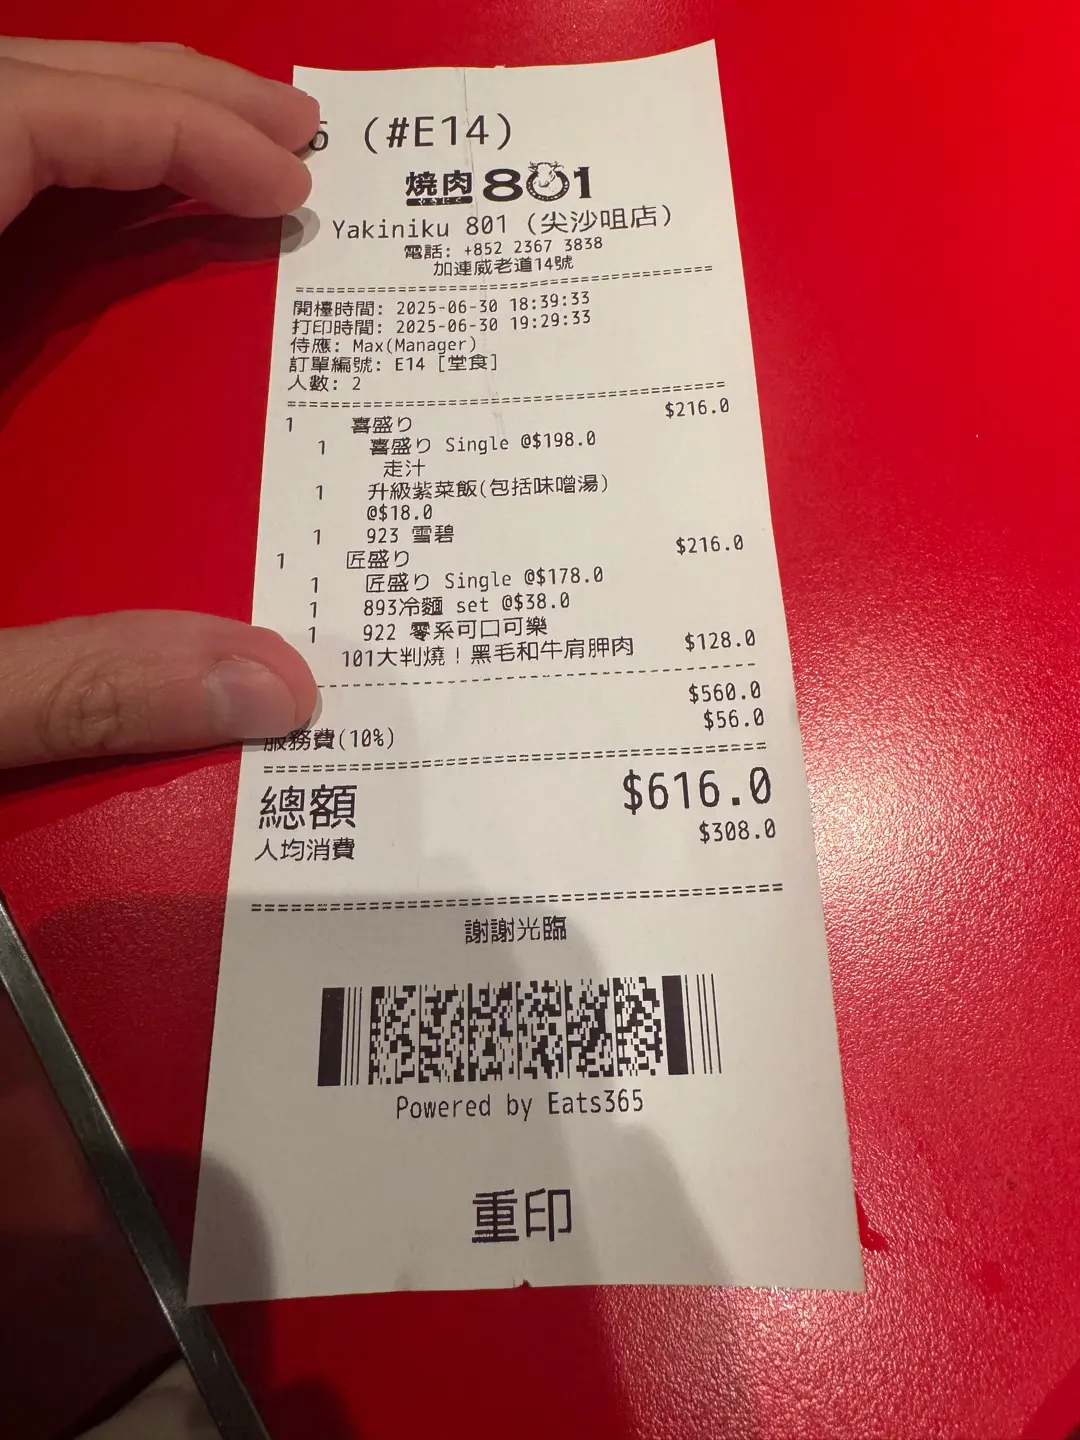 6 (#E14)
燒肉 801
Yakiniku 801 (尖沙咀店)
電話: +852 2367 3838
加連威老道14號
開檯時間: 2025-06-30 18:39:33
打印時間: 2025-06-30 19:29:33
侍應: Max(Manager)
訂單編號: E14 [堂食]
人數: 2
1 喜盛り $216.0
1 喜盛り Single @$198.0
走汁
1 升級紫菜飯(包括味噌湯)
@$18.0
1 923 雪碧
1 匠盛り $216.0
1 匠盛り Single @$178.0
1 893冷麵 set @$38.0
1 922 零系可口可樂
101大判燒！黑毛和牛肩胛肉 $128.0
$560.0
服務費(10%) $56.0
總額 $616.0
人均消費 $308.0
謝謝光臨
Powered by Eats365
重印